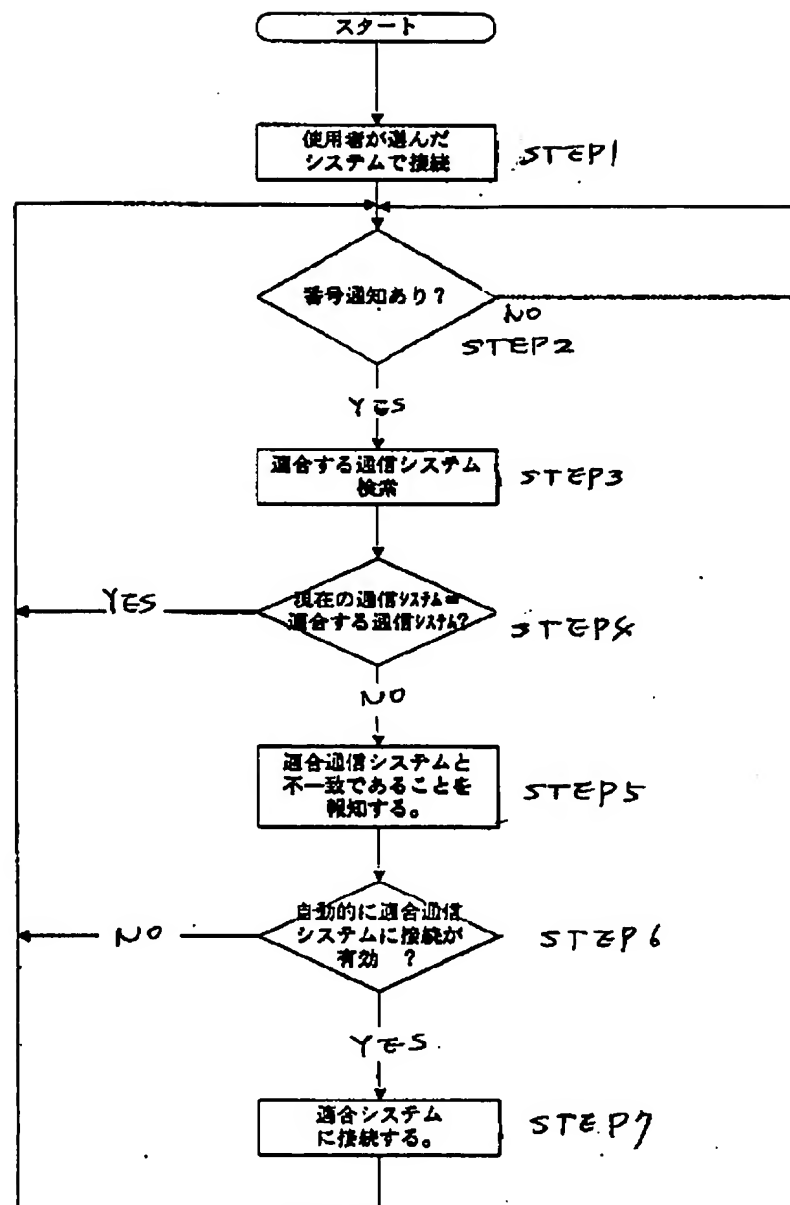 スタート
使用者が選んだ
システムで接続
STEP1
番号通知あり?
NO
STEP2
YES
適合する通信システム
検索
STEP3
YES
現在の通信システム=
適合する通信システム?
STEP4
NO
適合通信システムと
不一致であることを
報知する。
STEP5
自動的に適合通信
システムに接続が
有効 ?
NO
STEP6
YES
適合システム
に接続する。
STEP7